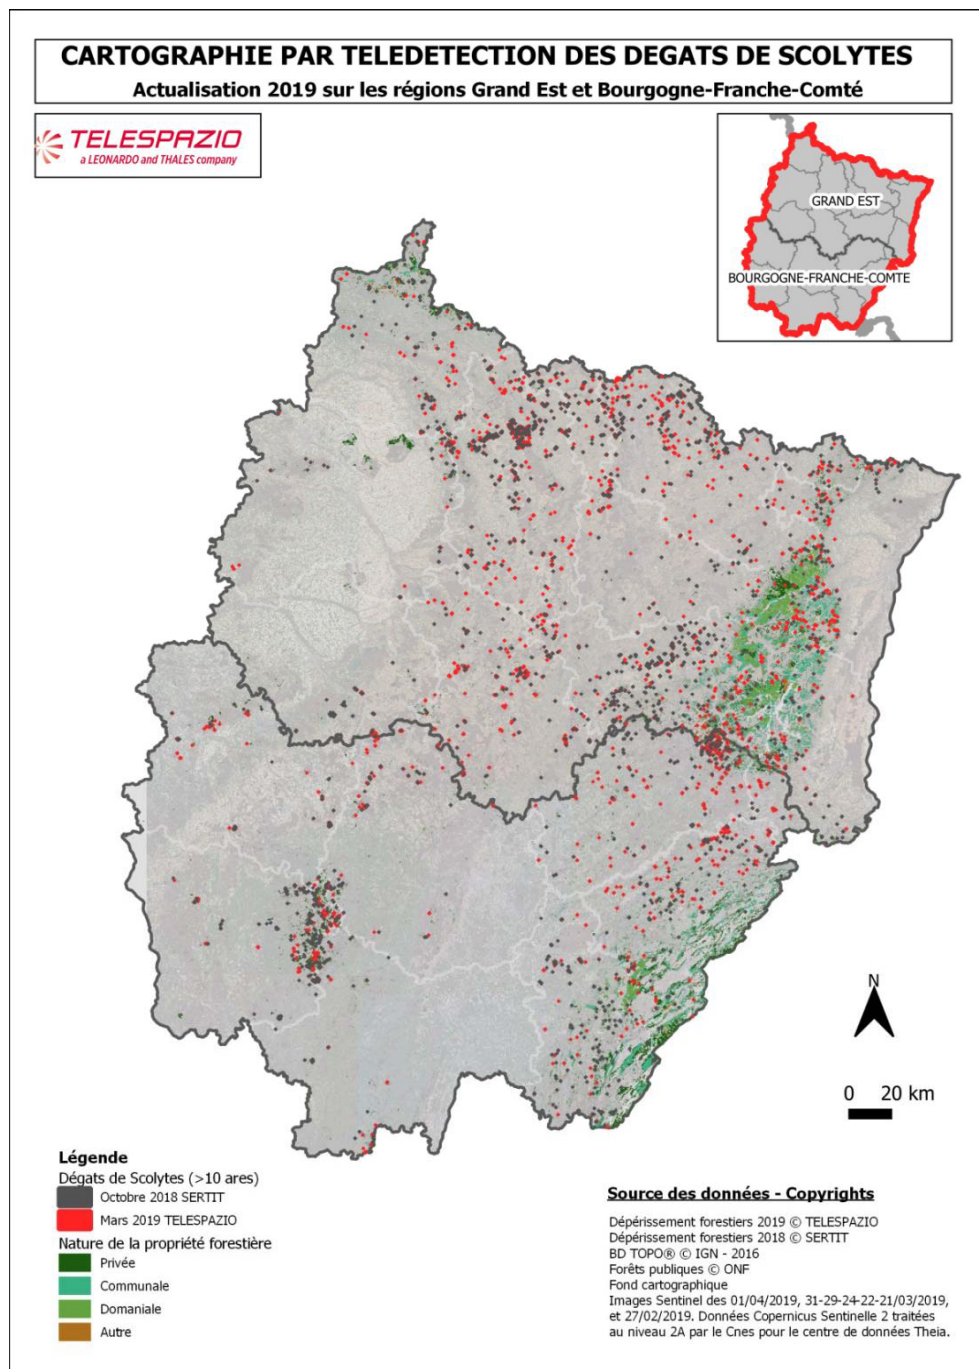 CARTOGRAPHIE PAR TELEDETECTION DES DEGATS DE SCOLYTES
Actualisation 2019 sur les régions Grand Est et Bourgogne-Franche-Comté
TELESPAZIO
a LEONARDO and THALES company
GRAND EST
BOURGOGNE-FRANCHE-COMTE
N
0 20 km
Légende
Dégats de Scolytes (>10 ares)
Octobre 2018 SERTIT
Mars 2019 TELESPAZIO
Nature de la propriété forestière
Privée
Communale
Domaniale
Autre
Source des données - Copyrights
Dépérissement forestiers 2019 © TELESPAZIO
Dépérissement forestiers 2018 © SERTIT
BD TOPO® © IGN - 2016
Forêts publiques © ONF
Fond cartographique
Images Sentinel des 01/04/2019, 31-29-24-22-21/03/2019,
et 27/02/2019. Données Copernicus Sentinelle 2 traitées
au niveau 2A par le Cnes pour le centre de données Theia.